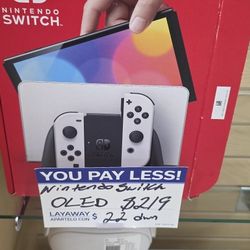 NINTENDO
SWITCH
YOU PAY LESS!
Nintendo Switch
OLED $219
LAYAWAY $ 22 dwn
APARTELO CON